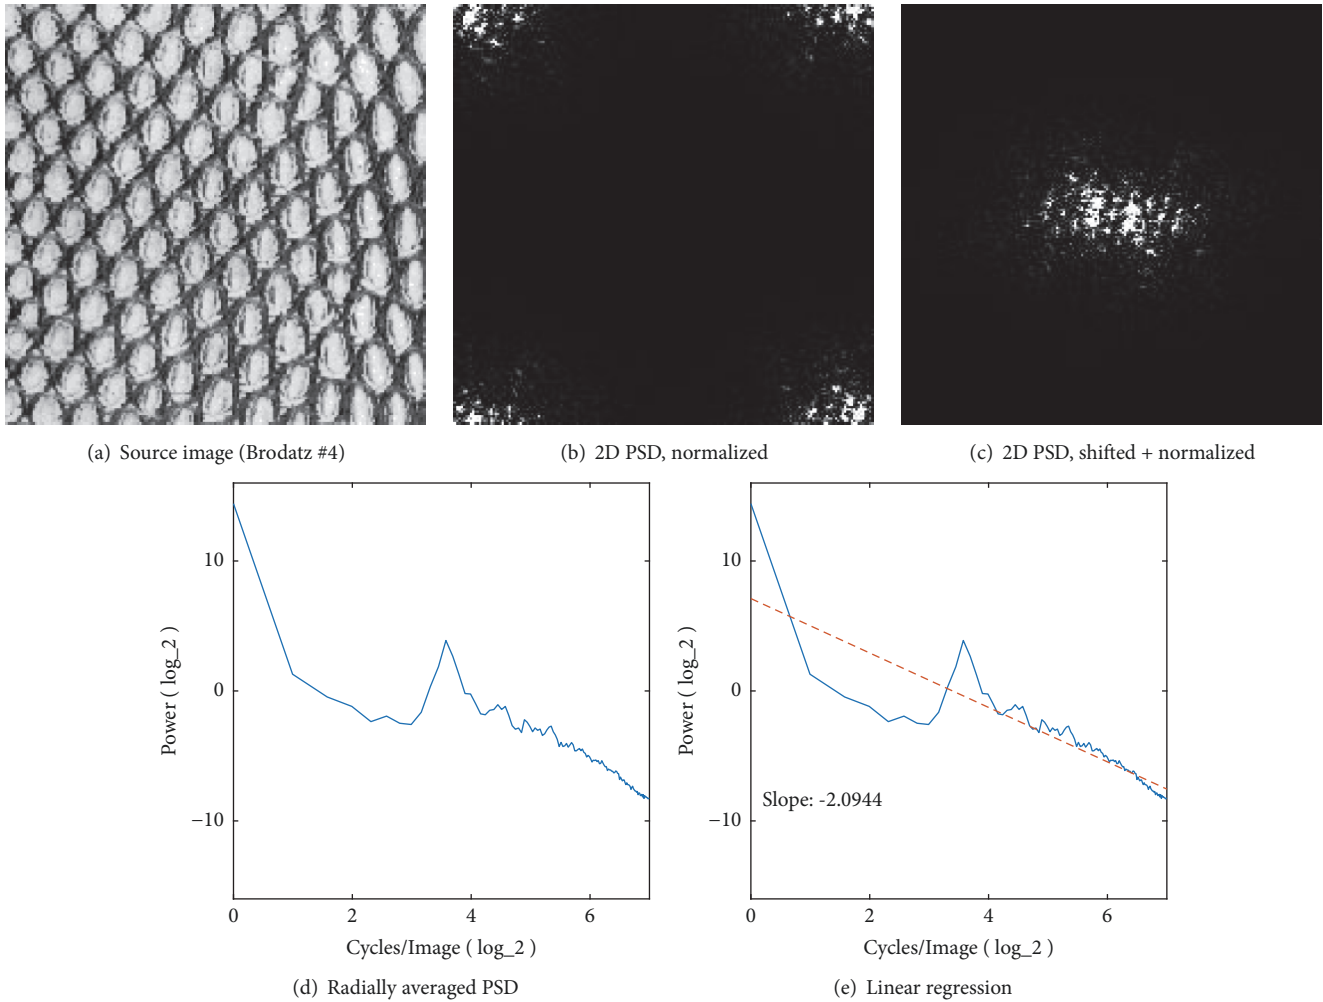 (a) Source image (Brodatz #4)
(b) 2D PSD, normalized
(c) 2D PSD, shifted + normalized
10
0
−10
Power ( log_2 )
0 2 4 6
Cycles/Image ( log_2 )
(d) Radially averaged PSD
10
0
−10
Power ( log_2 )
Slope: -2.0944
0 2 4 6
Cycles/Image ( log_2 )
(e) Linear regression